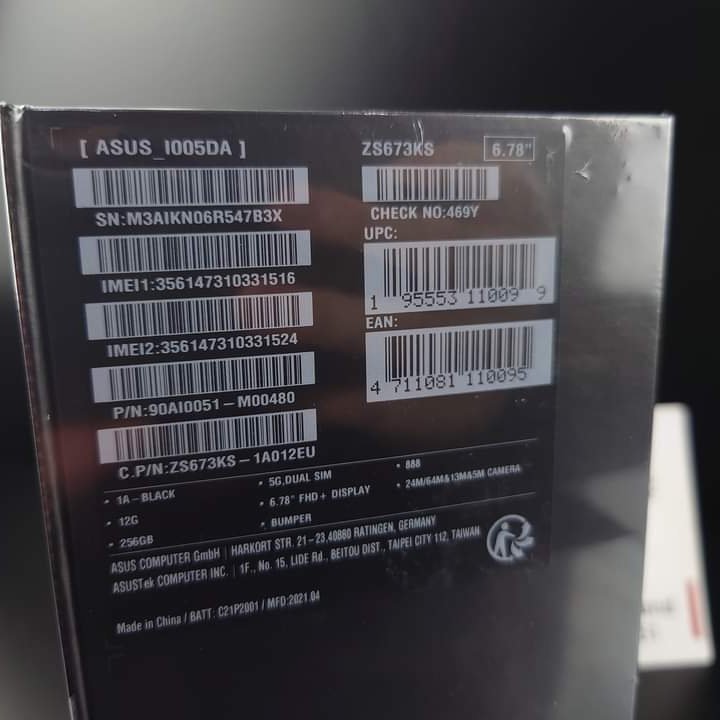 [ ASUS_I005DA ]
ZS673KS
6.78"
SN:M3AIKN06R547B3X
CHECK NO:469Y
UPC:
IMEI1:356147310331516
1 95553 11009 9
IMEI2:356147310331524
EAN:
4 711081 110095
P/N:90AI0051-M00480
C.P/N:ZS673KS-1A012EU
• 1A-BLACK
• 12G
• 256GB
• 5G,DUAL SIM
• 6.78" FHD+ DISPLAY
• BUMPER
• 888
• 24M/64M&13M&5M CAMERA
ASUS COMPUTER GmbH | HARKORT STR. 21-23,40880 RATINGEN, GERMANY
ASUSTek COMPUTER INC. | 1F., No. 15, LIDE Rd., BEITOU DIST., TAIPEI CITY 112, TAIWAN
Made in China / BATT: C21P2001 / MFD:2021.04